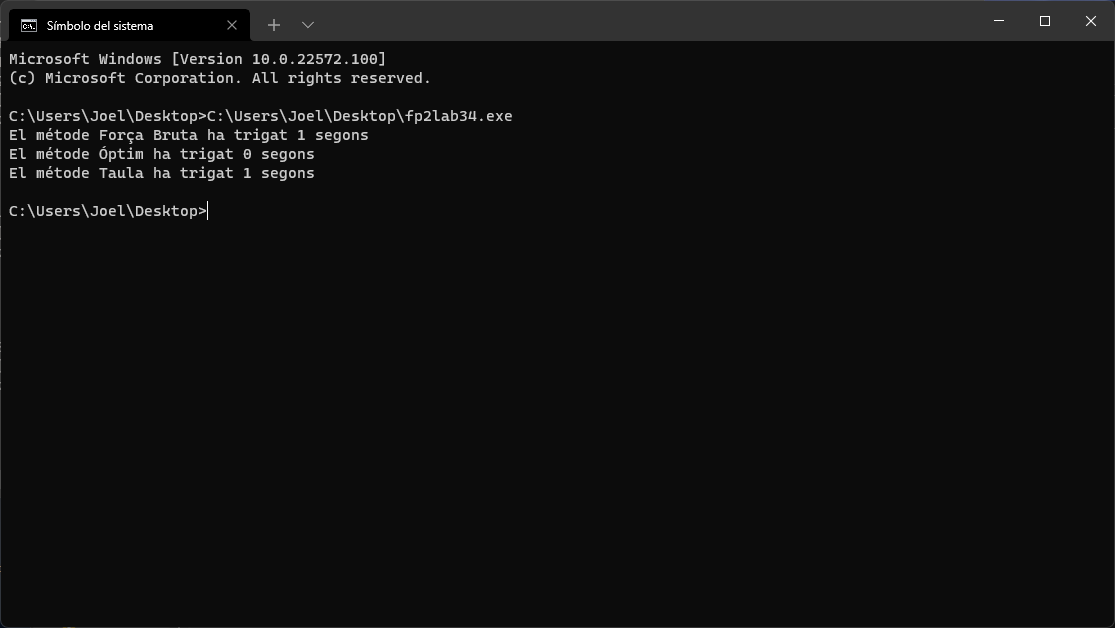 Símbolo del sistema
Microsoft Windows [Version 10.0.22572.100]
(c) Microsoft Corporation. All rights reserved.
C:\Users\Joel\Desktop>C:\Users\Joel\Desktop\fp2lab34.exe
El métode Força Bruta ha trigat 1 segons
El métode Óptim ha trigat 0 segons
El métode Taula ha trigat 1 segons
C:\Users\Joel\Desktop>